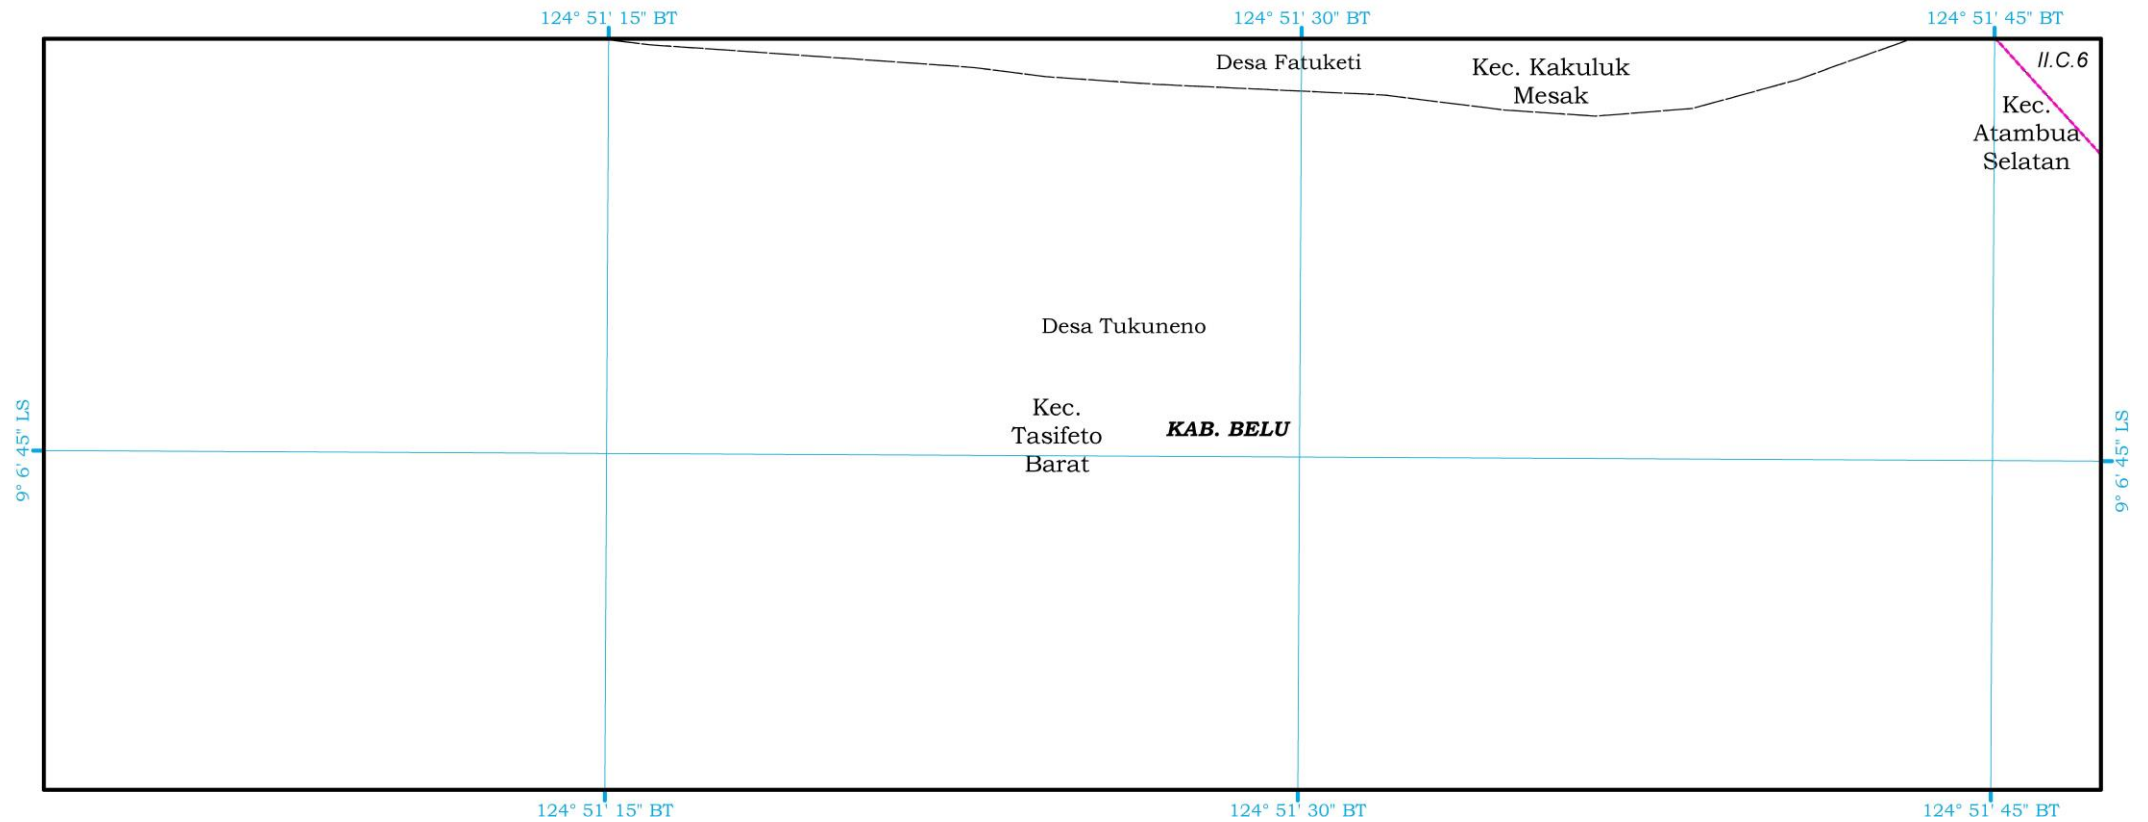 124° 51' 15" BT
124° 51' 30" BT
124° 51' 45" BT
Desa Fatuketi
Kec. Kakuluk
Mesak
II.C.6
Kec.
Atambua
Selatan
Desa Tukuneno
Kec.
Tasifeto
Barat
KAB. BELU
9° 6' 45" LS
9° 6' 45" LS
124° 51' 15" BT
124° 51' 30" BT
124° 51' 45" BT